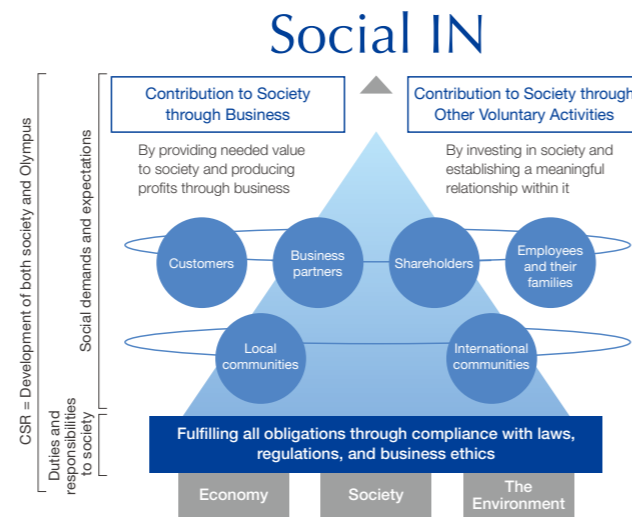 Social IN
CSR = Development of both society and Olympus
Social demands and expectations
Duties and
responsibilities
to society
Contribution to Society
through Business
By providing needed value
to society and producing
profits through business
Contribution to Society through
Other Voluntary Activities
By investing in society and
establishing a meaningful
relationship within it
Customers
Business
partners
Shareholders
Employees
and their
families
Local
communities
International
communities
Fulfilling all obligations through compliance with laws,
regulations, and business ethics
Economy
Society
The
Environment